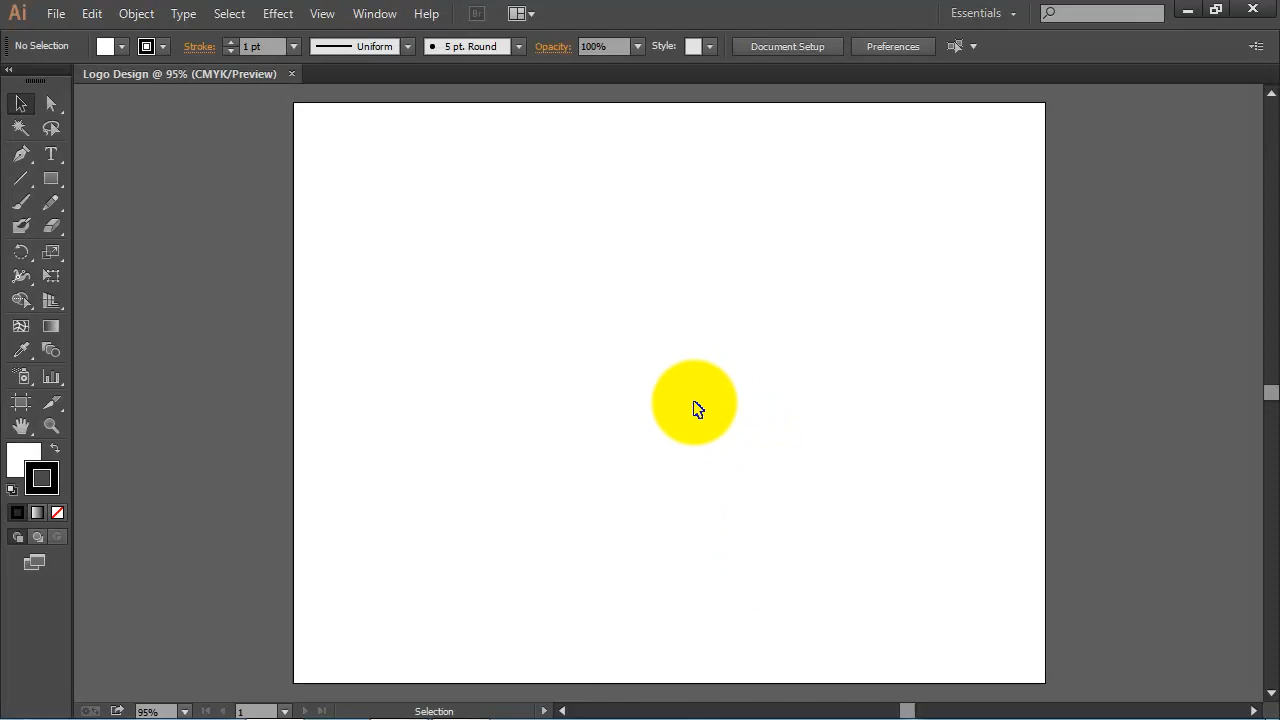 Ai File Edit Object Type Select Effect View Window Help Br Essentials
No Selection Stroke: 1 pt Uniform 5 pt. Round Opacity: 100% Style: Document Setup Preferences
Logo Design @ 95% (CMYK/Preview)
T
95% 1 Selection